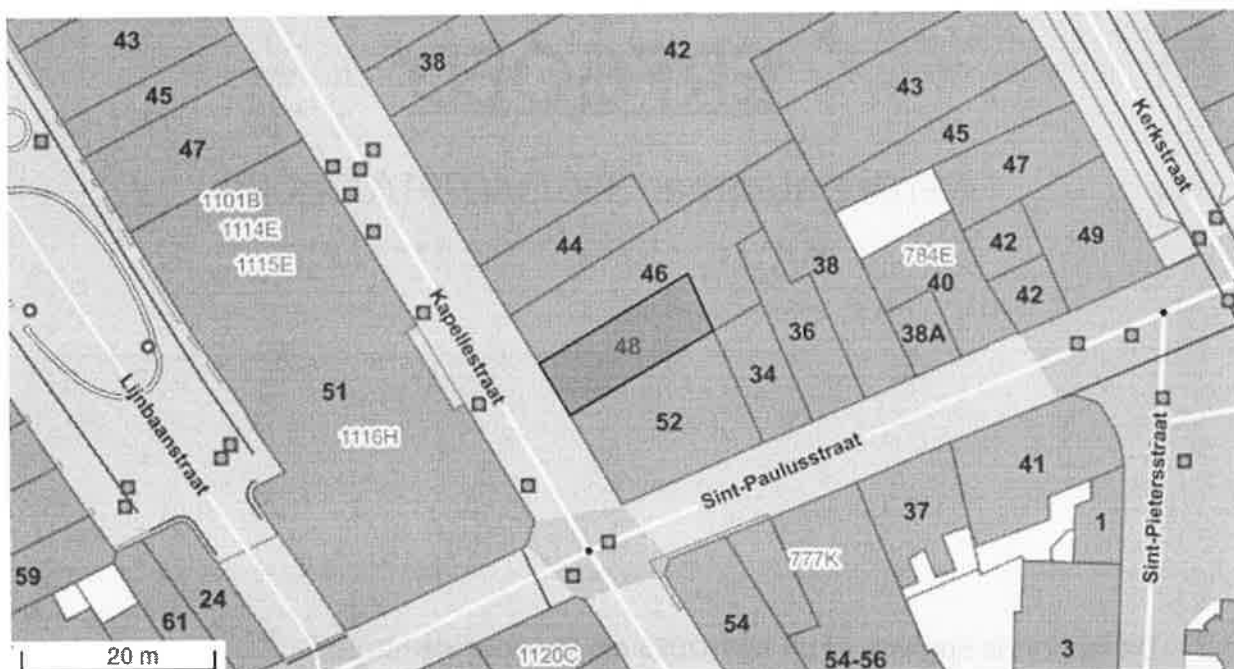 43
38
42
45
43
47
45
Kerkstraat
47
1101B
1114E
44
42
49
1115E
46
38
784E
40
42
Kapellestraat
48
36
38A
34
51
Lijnbaanstraat
52
1116H
Sint-Paulusstraat
41
37
Sint-Pietersstraat
1
777K
59
24
61
54
3
20 m
1120C
54-56